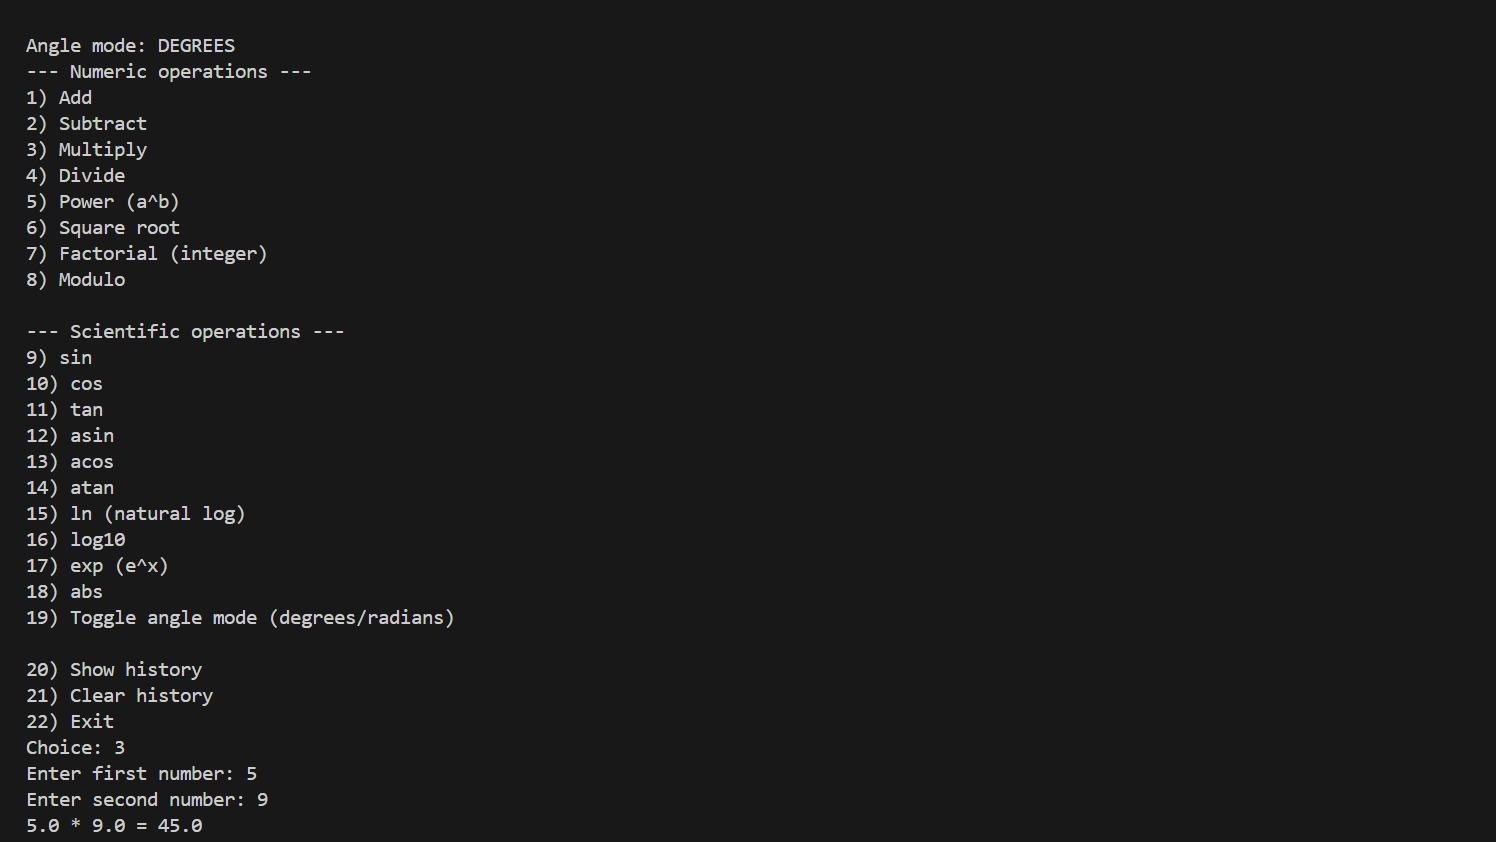 Angle mode: DEGREES
--- Numeric operations ---
1) Add
2) Subtract
3) Multiply
4) Divide
5) Power (a^b)
6) Square root
7) Factorial (integer)
8) Modulo
--- Scientific operations ---
9) sin
10) cos
11) tan
12) asin
13) acos
14) atan
15) ln (natural log)
16) log10
17) exp (e^x)
18) abs
19) Toggle angle mode (degrees/radians)
20) Show history
21) Clear history
22) Exit
Choice: 3
Enter first number: 5
Enter second number: 9
5.0 * 9.0 = 45.0